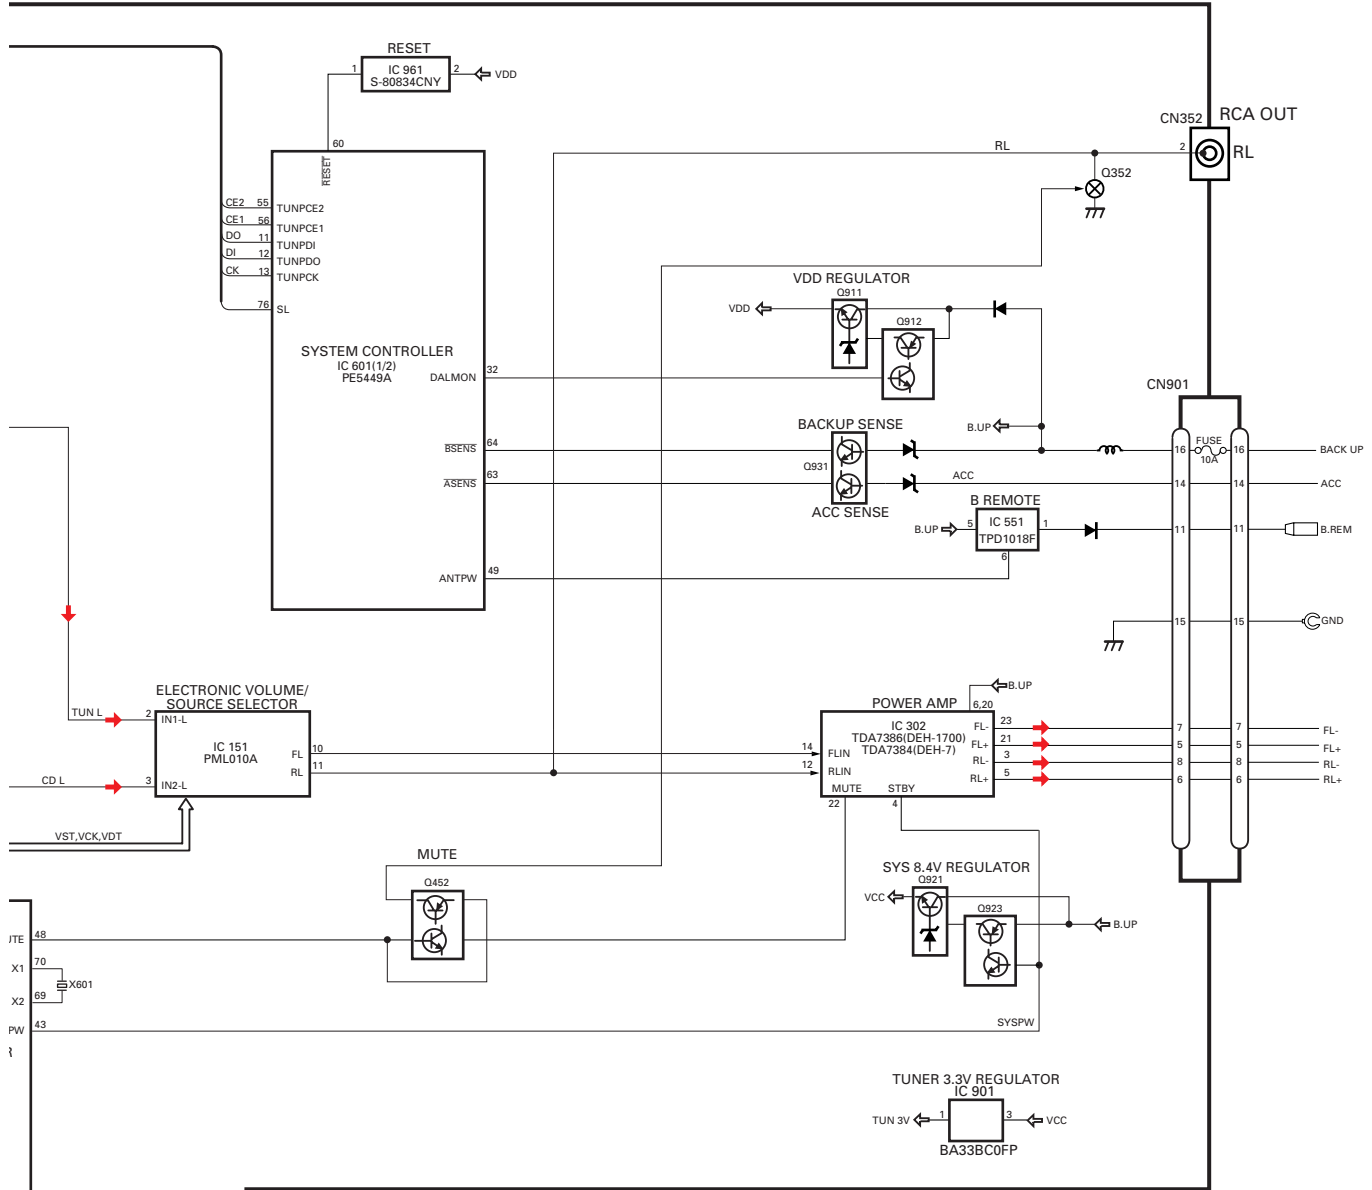 RESET
1
IC 961
S-80834CNY
2
VDD
60
RESET
CN352
RCA OUT
RL
2
RL
Q352
CE2
55
TUNPCE2
CE1
56
TUNPCE1
DO
11
TUNPDI
DI
12
TUNPDO
CK
13
TUNPCK
76
SL
VDD REGULATOR
Q911
VDD
Q912
SYSTEM CONTROLLER
IC 601(1/2)
PE5449A
DALMON
32
CN901
BACKUP SENSE
B.UP
BSENS
64
Q931
16
FUSE
10A
16
BACK UP
ASENS
63
ACC
14
14
ACC
ACC SENSE
B REMOTE
B.UP
5
IC 551
TPD1018F
1
6
11
11
B.REM
ANTPW
49
15
15
GND
ELECTRONIC VOLUME/
SOURCE SELECTOR
TUN L
2
IN1-L
IC 151
PML010A
FL
10
RL
11
CD L
3
IN2-L
VST,VCK,VDT
B.UP
POWER AMP
6,20
IC 302
TDA7386(DEH-1700)
TDA7384(DEH-7)
14
FLIN
12
RLIN
MUTE
STBY
22
4
FL-
23
7
7
FL-
FL+
21
5
5
FL+
RL-
3
8
8
RL-
RL+
5
6
6
RL+
MUTE
Q452
SYS 8.4V REGULATOR
Q921
VCC
Q923
B.UP
UTE
48
X1
70
X601
X2
69
PW
43
SYSPW
R
TUNER 3.3V REGULATOR
IC 901
TUN 3V
1
3
VCC
BA33BC0FP